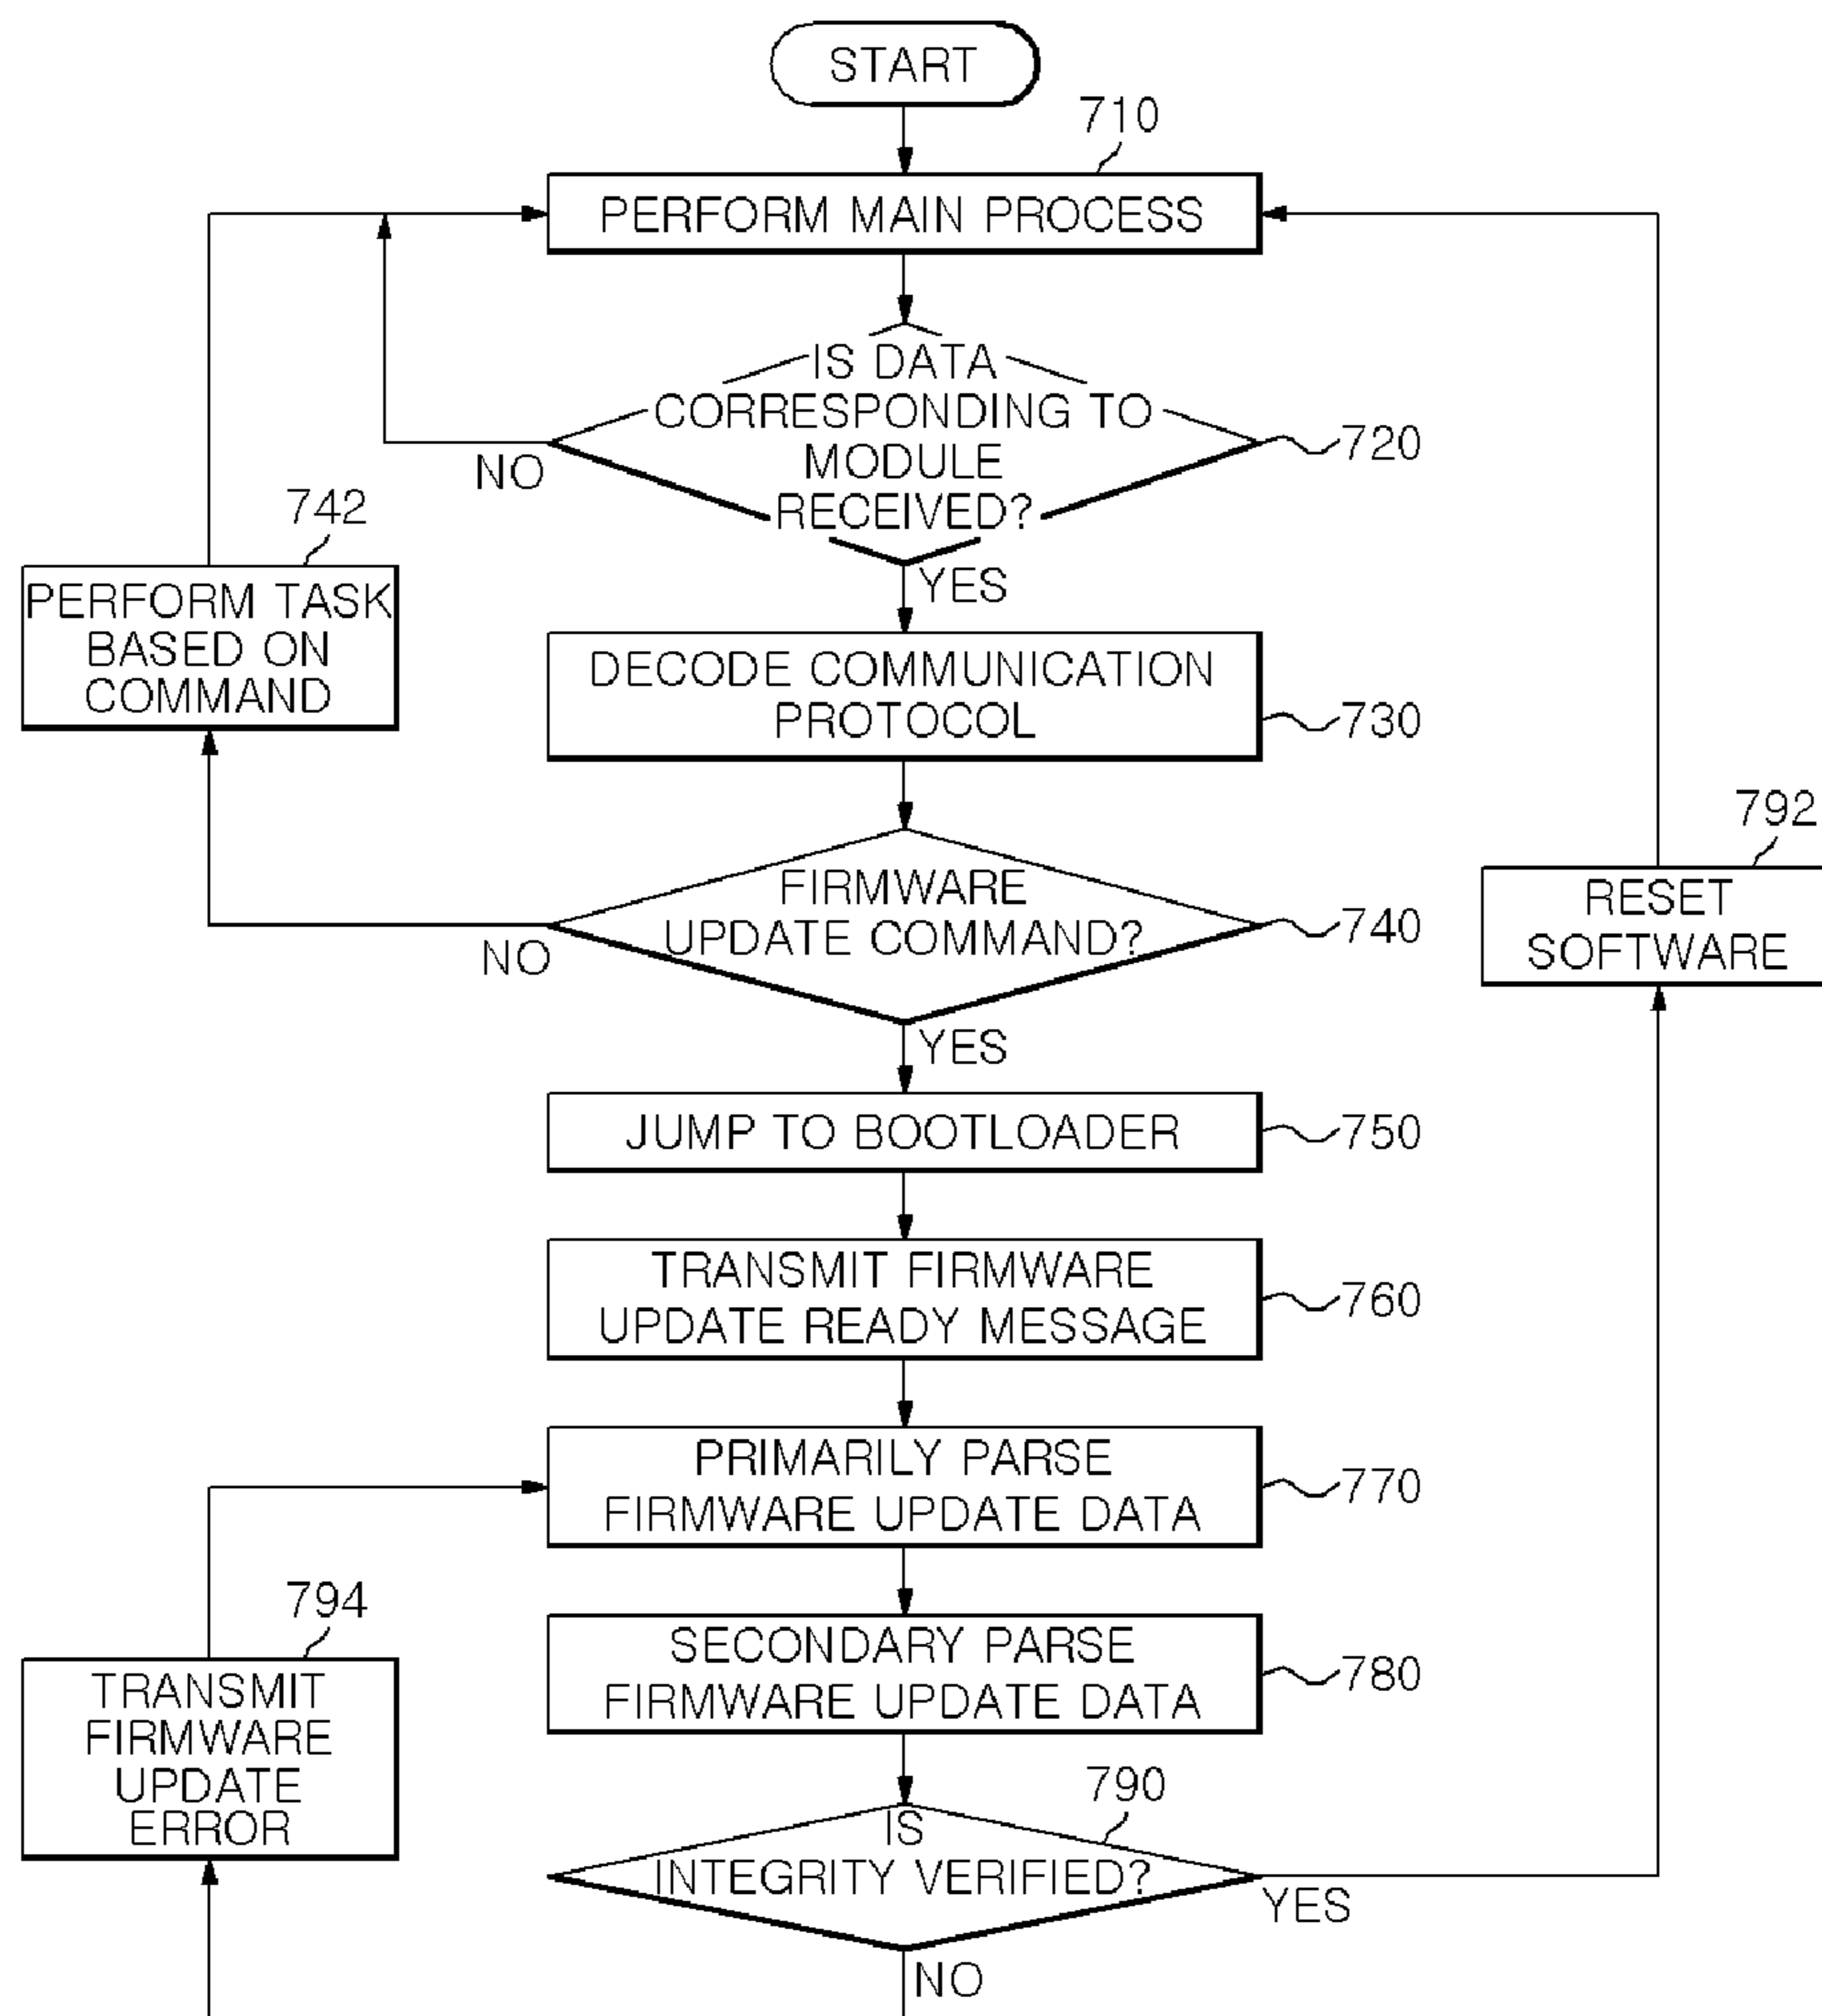 START
710
PERFORM MAIN PROCESS
IS DATA
CORRESPONDING TO
MODULE
RECEIVED?
720
NO
YES
742
PERFORM TASK
BASED ON
COMMAND
DECODE COMMUNICATION
PROTOCOL
730
792
RESET
SOFTWARE
FIRMWARE
UPDATE COMMAND?
740
NO
YES
JUMP TO BOOTLOADER
750
TRANSMIT FIRMWARE
UPDATE READY MESSAGE
760
PRIMARILY PARSE
FIRMWARE UPDATE DATA
770
794
TRANSMIT
FIRMWARE
UPDATE
ERROR
SECONDARY PARSE
FIRMWARE UPDATE DATA
780
790
IS
INTEGRITY VERIFIED?
YES
NO